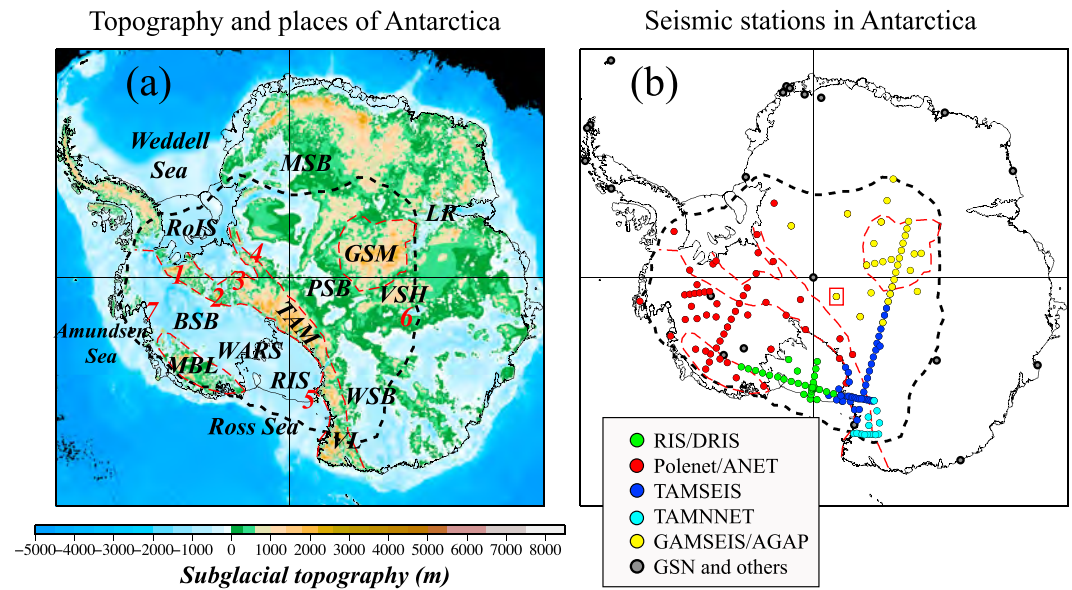 Topography and places of Antarctica
(a)
Weddell
Sea
MSB
RoIS
LR
GSM
1
4
3
2
PSB
VSH
6
7
BSB
TAM
Amundsen
Sea
WARS
MBL
RIS
WSB
5
Ross Sea
VL
−5000−4000−3000−2000−1000 0 1000 2000 3000 4000 5000 6000 7000 8000
Subglacial topography (m)
Seismic stations in Antarctica
(b)
RIS/DRIS
Polenet/ANET
TAMSEIS
TAMNNET
GAMSEIS/AGAP
GSN and others